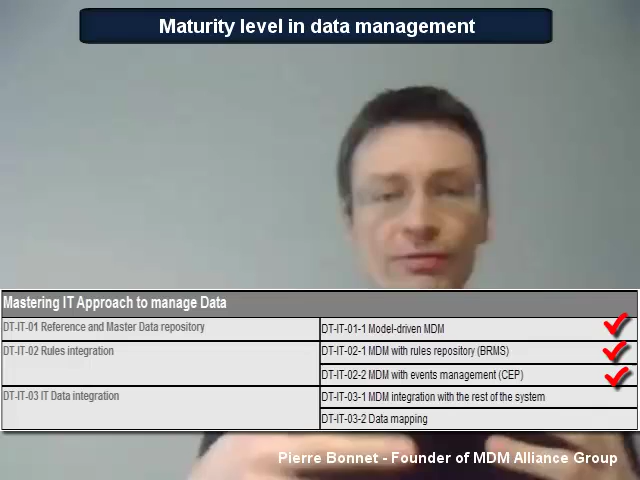 Maturity level in data management
Mastering IT Approach to manage Data
DT-IT-01 Reference and Master Data repository
DT-IT-01-1 Model-driven MDM
DT-IT-02 Rules integration
DT-IT-02-1 MDM with rules repository (BRMS)
DT-IT-02-2 MDM with events management (CEP)
DT-IT-03 IT Data integration
DT-IT-03-1 MDM integration with the rest of the system
DT-IT-03-2 Data mapping
Pierre Bonnet - Founder of MDM Alliance Group